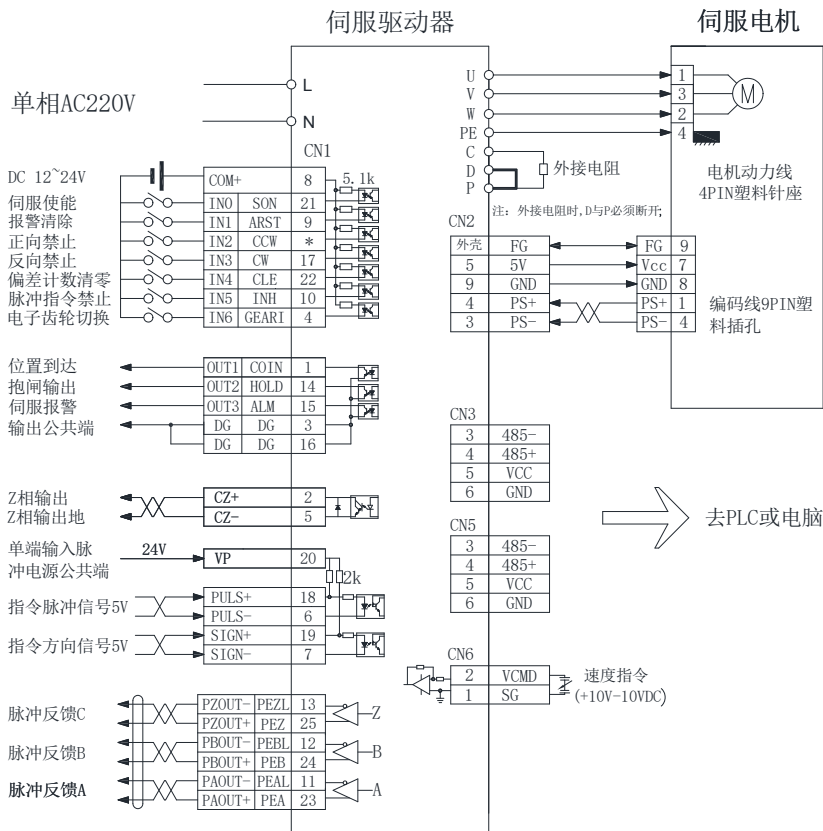 伺服驱动器
伺服电机
单相AC220V
L
N
CN1
DC 12~24V
COM+ 8 5.1k
伺服使能 IN0 SON 21
报警清除 IN1 ARST 9
正向禁止 IN2 CCW *
反向禁止 IN3 CW 17
偏差计数清零 IN4 CLE 22
脉冲指令禁止 IN5 INH 10
电子齿轮切换 IN6 GEARI 4
位置到达 OUT1 COIN 1
抱闸输出 OUT2 HOLD 14
伺服报警 OUT3 ALM 15
输出公共端 DG DG 3
DG DG 16
Z相输出 CZ+ 2
Z相输出地 CZ- 5
单端输入脉
冲电源公共端
24V VP 20
2k
指令脉冲信号5V
PULS+ 18
PULS- 6
指令方向信号5V
SIGN+ 19
SIGN- 7
脉冲反馈C
PZOUT- PEZL 13
PZOUT+ PEZ 25
Z
脉冲反馈B
PBOUT- PEBL 12
PBOUT+ PEB 24
B
脉冲反馈A
PAOUT- PEAL 11
PAOUT+ PEA 23
A
U 1
V 3
W 2
PE 4
M
C
D
P
外接电阻
注：外接电阻时,D与P必须断开;
电机动力线
4PIN塑料针座
CN2
外壳 FG FG 9
5 5V Vcc 7
9 GND GND 8
4 PS+ PS+ 1
3 PS- PS- 4
编码线9PIN塑
料插孔
CN3
3 485-
4 485+
5 VCC
6 GND
CN5
3 485-
4 485+
5 VCC
6 GND
去PLC或电脑
CN6
2 VCMD
1 SG
速度指令
(+10V-10VDC)